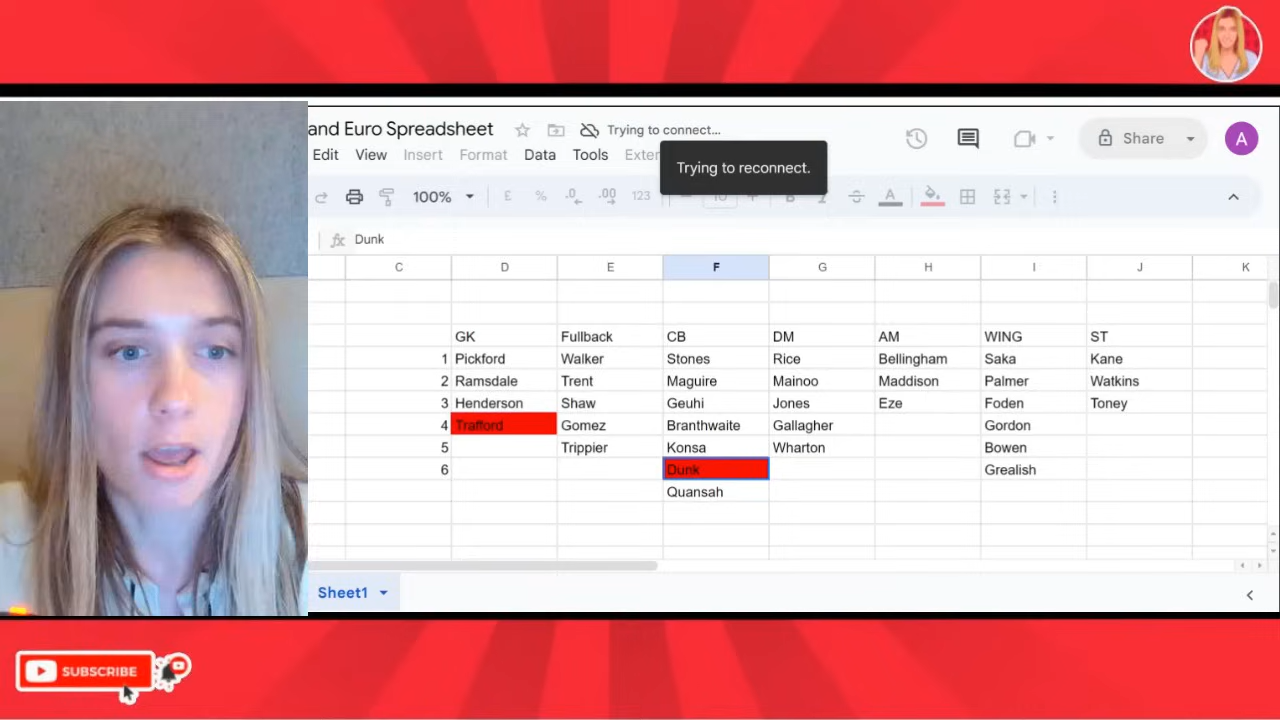 and Euro Spreadsheet
Trying to connect...
Edit View Insert Format Data Tools Exter
Trying to reconnect.
Share
A
100% £ % .0 .00 123 10 B I A
fx Dunk
C D E F G H I J K
GK Fullback CB DM AM WING ST
1 Pickford Walker Stones Rice Bellingham Saka Kane
2 Ramsdale Trent Maguire Mainoo Maddison Palmer Watkins
3 Henderson Shaw Geuhi Jones Eze Foden Toney
4 Trafford Gomez Branthwaite Gallagher Gordon
5 Trippier Konsa Wharton Bowen
6 Dunk Grealish
Quansah
Sheet1
SUBSCRIBE